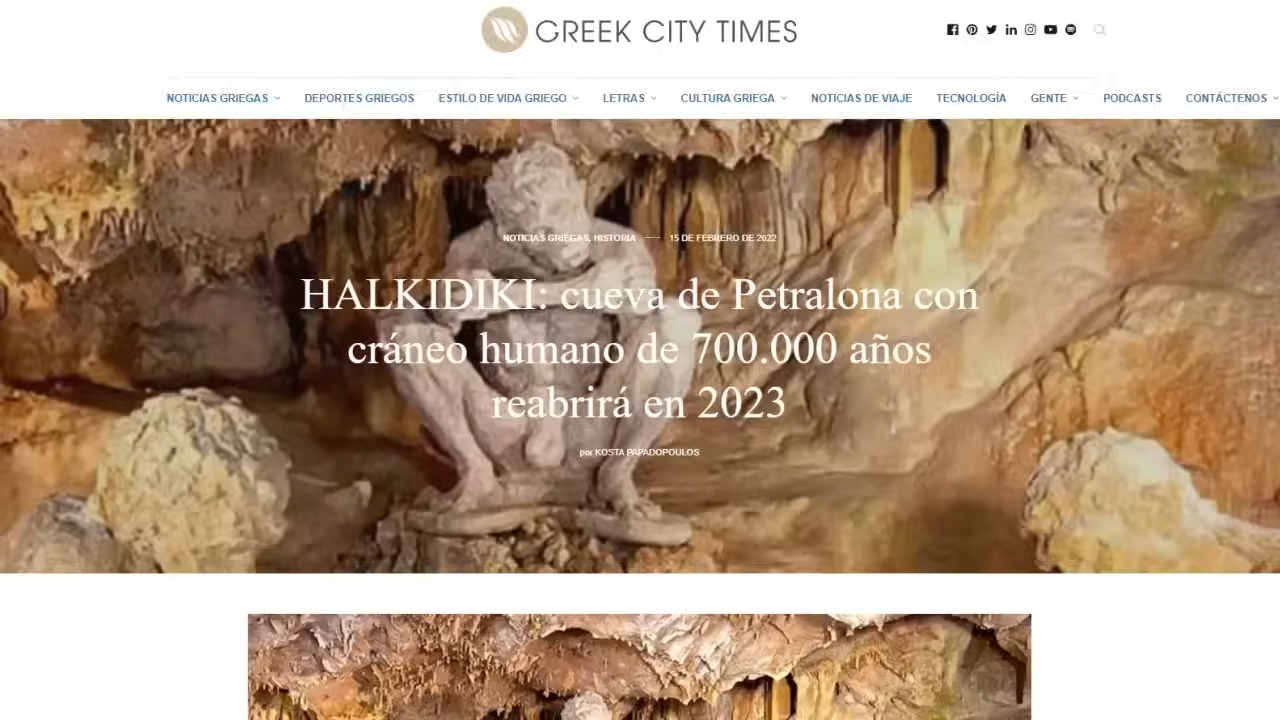 GREEK CITY TIMES
NOTICIAS GRIEGAS DEPORTES GRIEGOS ESTILO DE VIDA GRIEGO LETRAS CULTURA GRIEGA NOTICIAS DE VIAJE TECNOLOGÍA GENTE PODCASTS CONTÁCTENOS
NOTICIAS GRIEGAS, HISTORIA — 15 DE FEBRERO DE 2022
HALKIDIKI: cueva de Petralona con
cráneo humano de 700.000 años
reabrirá en 2023
por KOSTA PAPADOPOULOS